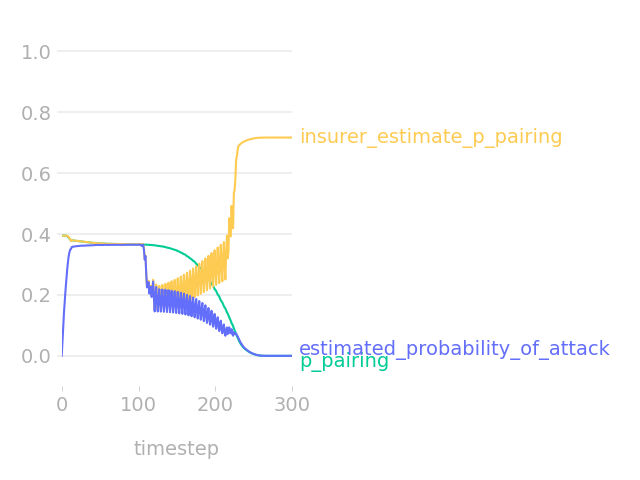 1.0
0.8
insurer_estimate_p_pairing
0.6
0.4
0.2
0.0
estimated_probability_of_attack
p_pairing
0 100 200 300
timestep